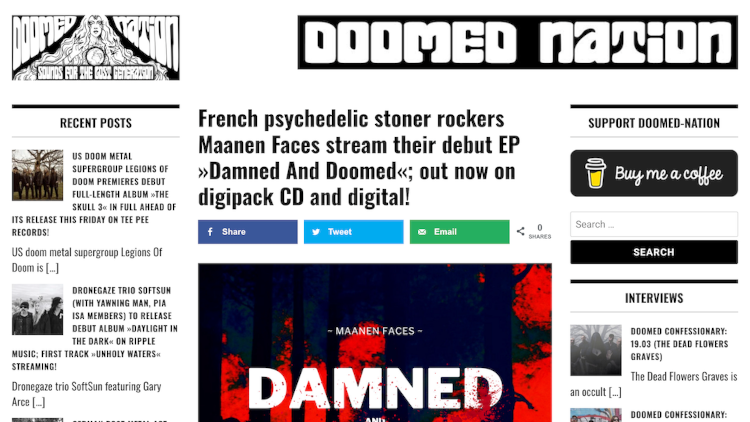 DOOMED NATION
SOUNDS FOR THE LOST GENERATION
DOOMED NATION
RECENT POSTS
US DOOM METAL
SUPERGROUP LEGIONS OF
DOOM PREMIERES DEBUT
FULL-LENGTH ALBUM »THE
SKULL 3« IN FULL AHEAD OF
ITS RELEASE THIS FRIDAY ON TEE PEE
RECORDS!
US doom metal supergroup Legions Of
Doom is [...]
DRONEGAZE TRIO SOFTSUN
(WITH YAWNING MAN, PIA
ISA MEMBERS) TO RELEASE
DEBUT ALBUM »DAYLIGHT IN
THE DARK« ON RIPPLE
MUSIC; FIRST TRACK »UNHOLY WATERS«
STREAMING!
Dronegaze trio SoftSun featuring Gary
Arce [...]
French psychedelic stoner rockers
Maanen Faces stream their debut EP
»Damned And Doomed«; out now on
digipack CD and digital!
Share
Tweet
Email
0
SHARES
~ MAANEN FACES ~
DAMNED
AND
SUPPORT DOOMED-NATION
Buy me a coffee
Search ...
SEARCH
INTERVIEWS
DOOMED CONFESSIONARY:
19.03 (THE DEAD FLOWERS
GRAVES)
The Dead Flowers Graves is
an occult [...]
DOOMED CONFESSIONARY: